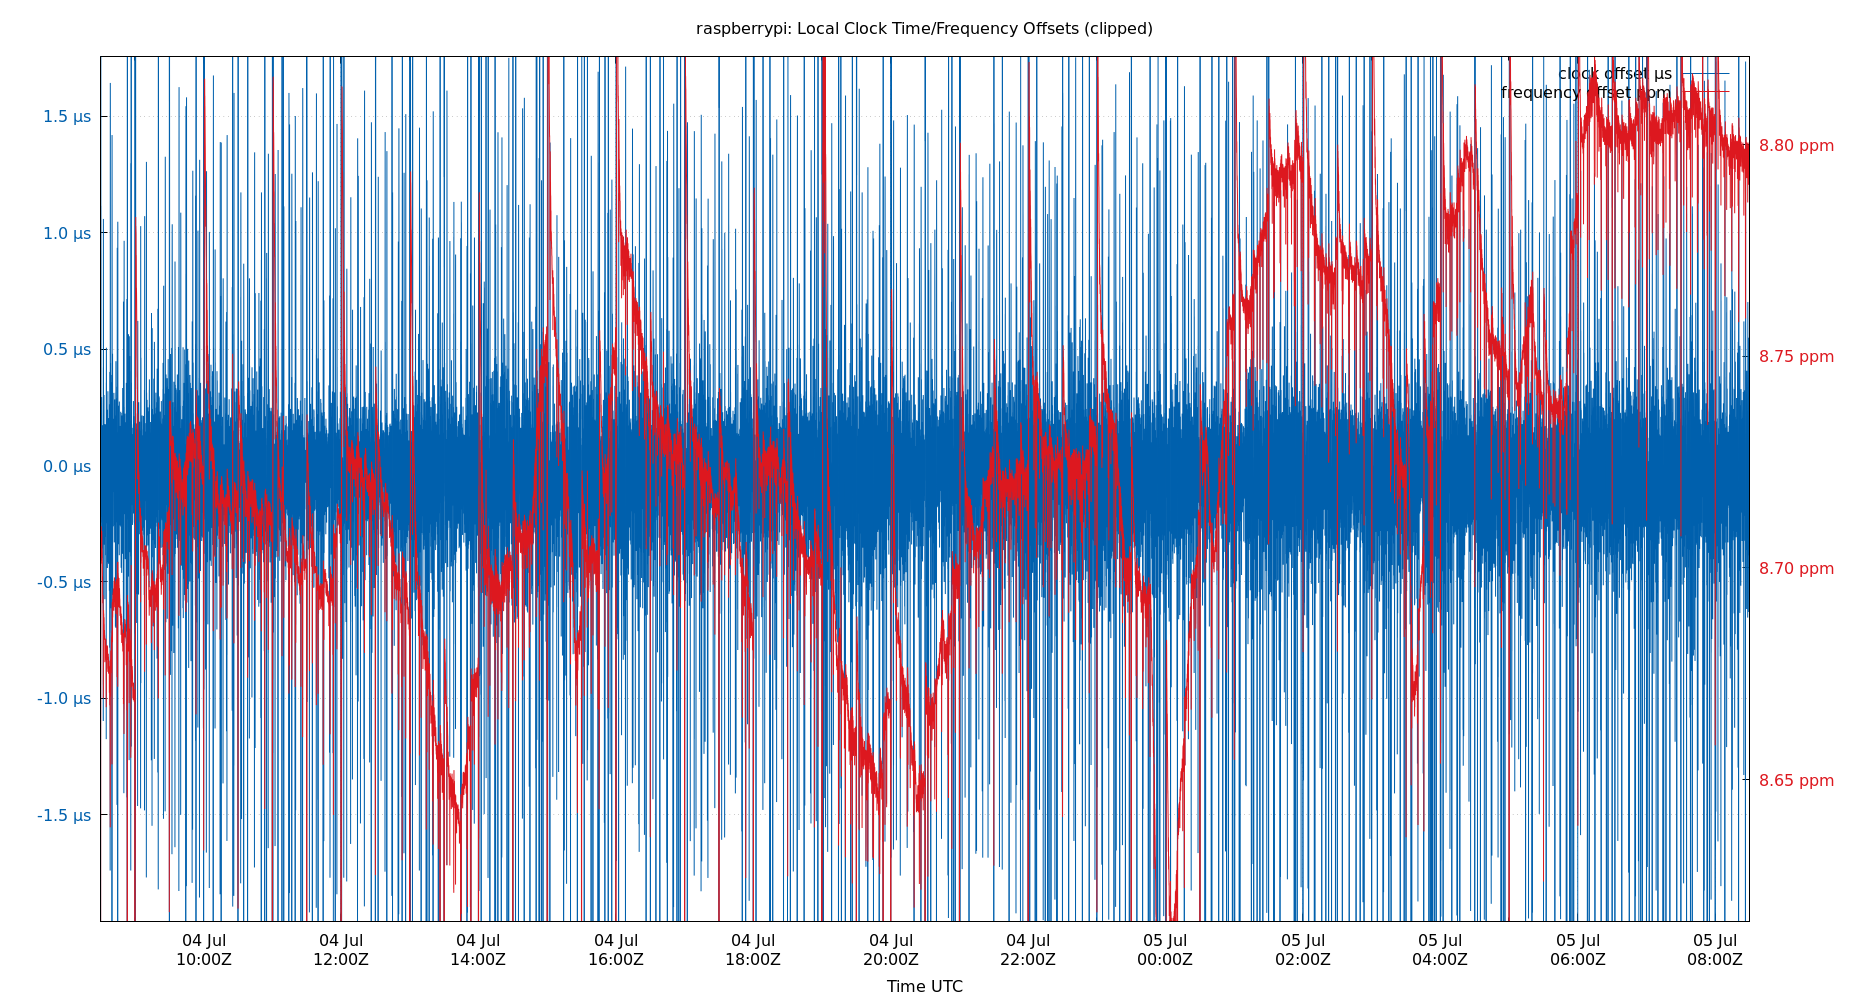 raspberrypi: Local Clock Time/Frequency Offsets (clipped)
clock offset μs
frequency offset ppm
1.5 μs
1.0 μs
0.5 μs
0.0 μs
-0.5 μs
-1.0 μs
-1.5 μs
8.80 ppm
8.75 ppm
8.70 ppm
8.65 ppm
04 Jul 04 Jul 04 Jul 04 Jul 04 Jul 04 Jul 04 Jul 05 Jul 05 Jul 05 Jul 05 Jul 05 Jul
10:00Z 12:00Z 14:00Z 16:00Z 18:00Z 20:00Z 22:00Z 00:00Z 02:00Z 04:00Z 06:00Z 08:00Z
Time UTC